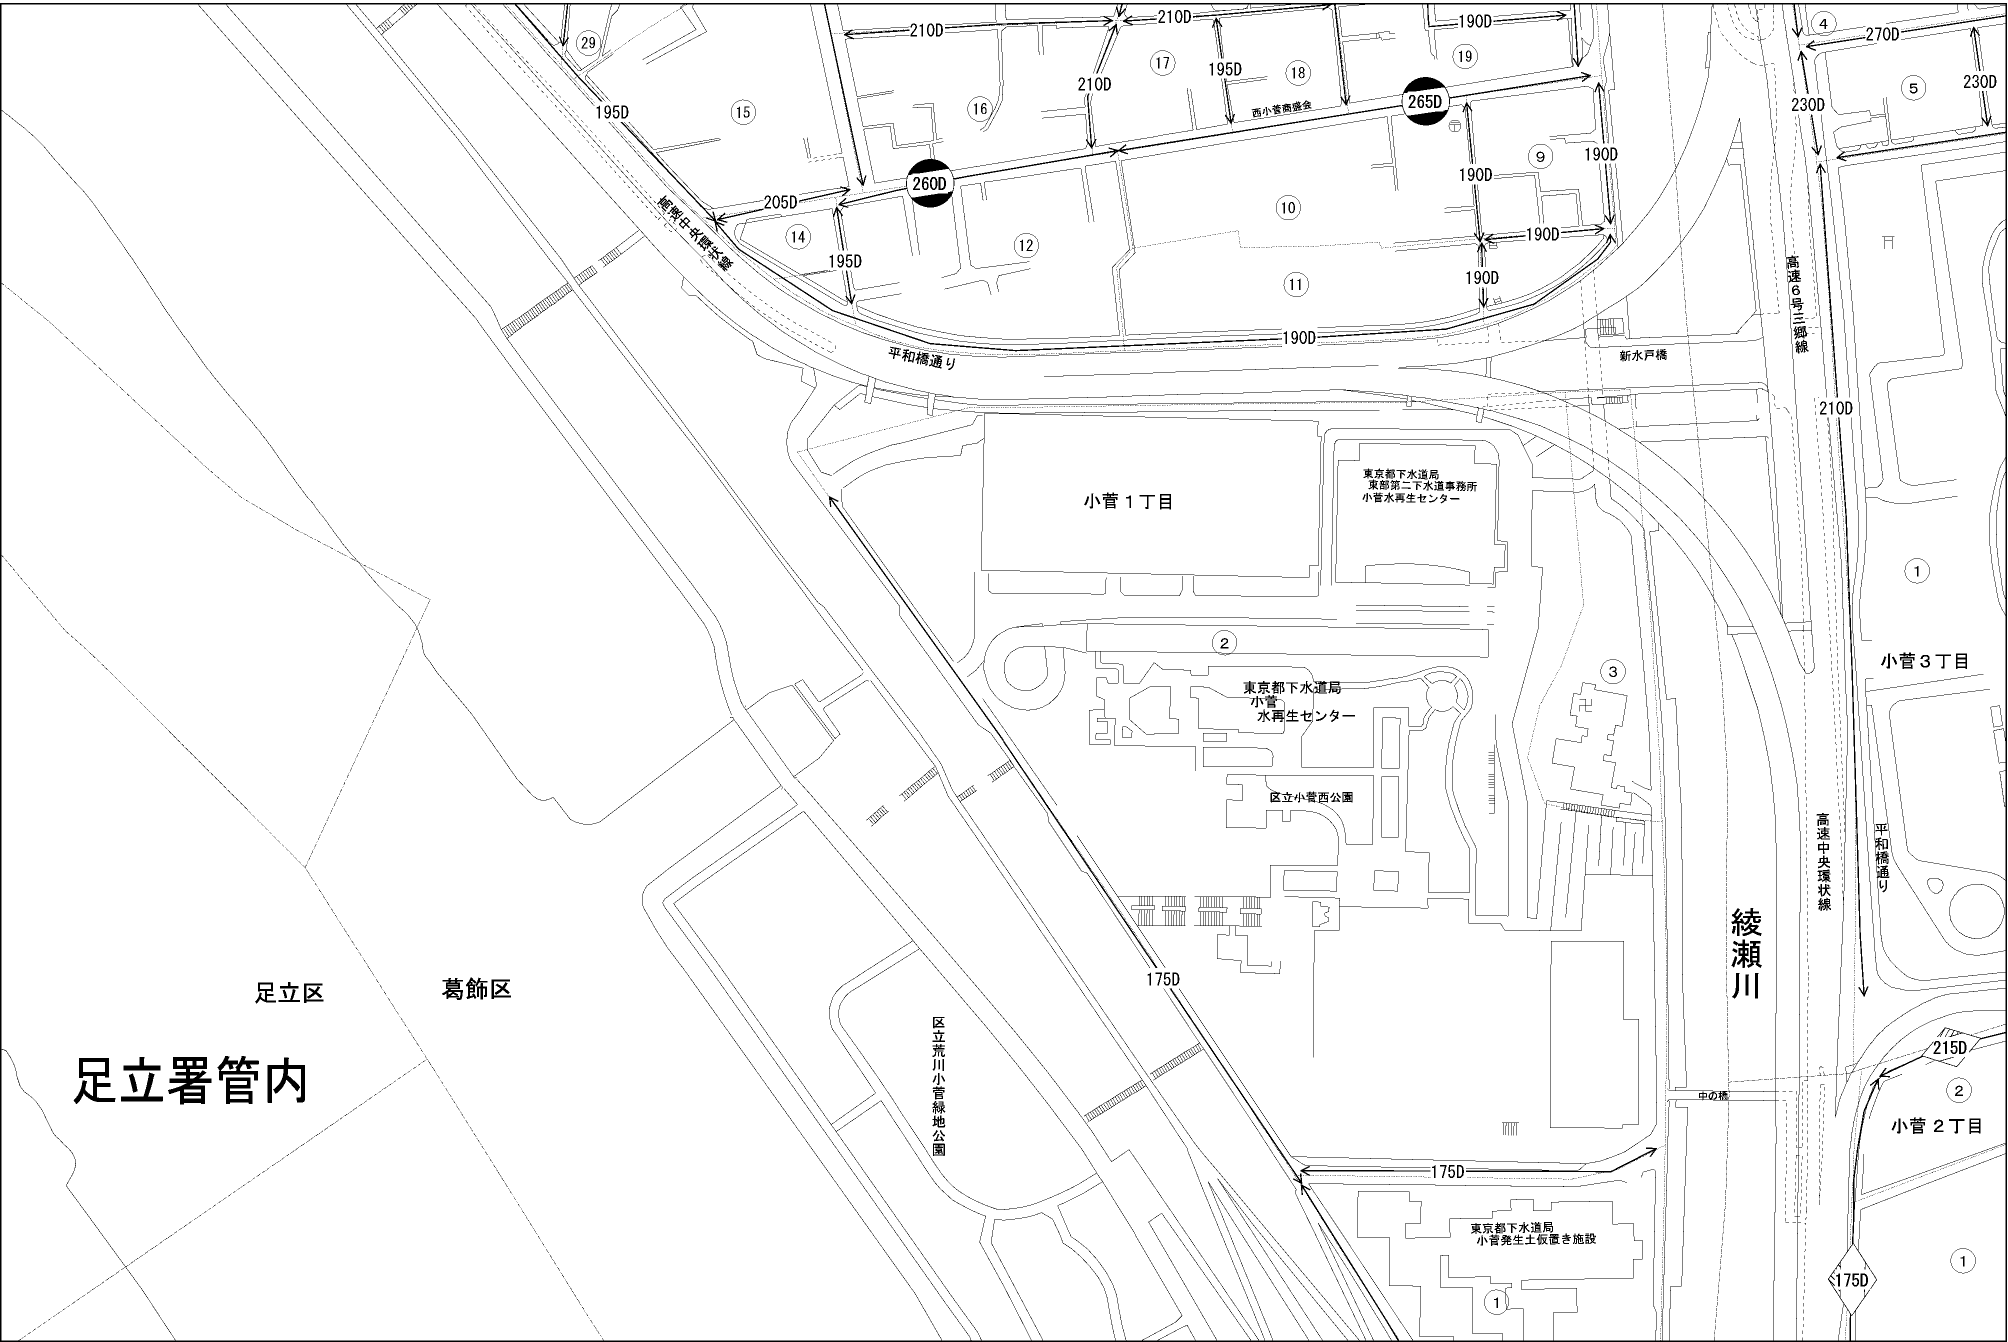 210D
210D
190D
④
270D
㉙
⑰
⑱
⑲
195D
210D
195D
265D
230D
230D
⑤
195D
⑮
⑯
西小菅商盛会
260D
205D
190D
⑨
190D
⑭
195D
⑫
⑩
190D
190D
⑪
高速中央環状線
平和橋通り
190D
新水戸橋
高速6号三郷線
210D
小菅1丁目
東京都下水道局
東部第二下水道事務所
小菅水再生センター
①
②
③
小菅3丁目
東京都下水道局
小菅
水再生センター
区立小菅西公園
高速中央環状線
平和橋通り
綾瀬川
175D
足立区
葛飾区
足立署管内
区立荒川小菅緑地公園
215D
②
中の橋
小菅2丁目
175D
東京都下水道局
小菅発生土仮置き施設
①
①
175D